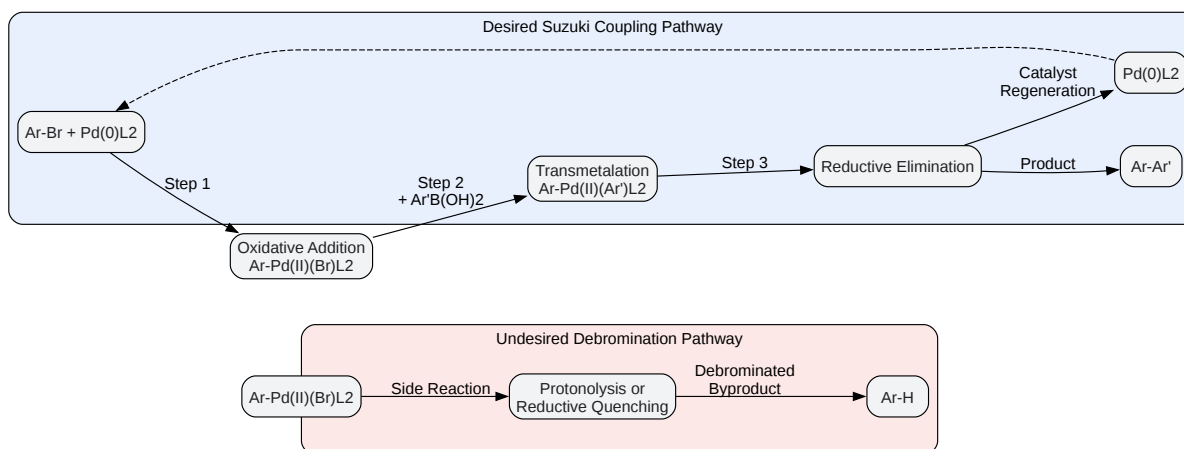 Desired Suzuki Coupling Pathway
Ar-Br + Pd(0)L2
Step 1
Oxidative Addition
Ar-Pd(II)(Br)L2
Step 2
+ Ar'B(OH)2
Transmetalation
Ar-Pd(II)(Ar')L2
Step 3
Reductive Elimination
Catalyst
Regeneration
Pd(0)L2
Product
Ar-Ar'
Undesired Debromination Pathway
Ar-Pd(II)(Br)L2
Side Reaction
Protonolysis or
Reductive Quenching
Debrominated
Byproduct
Ar-H